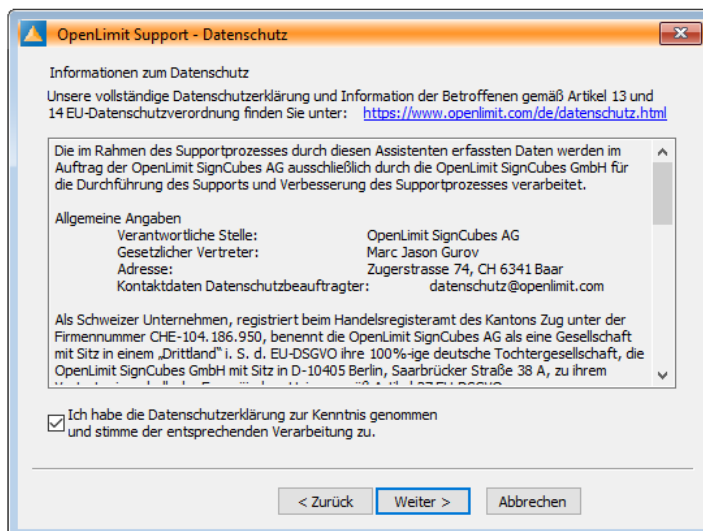 OpenLimit Support - Datenschutz
Informationen zum Datenschutz
Unsere vollständige Datenschutzerklärung und Information der Betroffenen gemäß Artikel 13 und
14 EU-Datenschutzverordnung finden Sie unter: https://www.openlimit.com/de/datenschutz.html
Die im Rahmen des Supportprozesses durch diesen Assistenten erfassten Daten werden im
Auftrag der OpenLimit SignCubes AG ausschließlich durch die OpenLimit SignCubes GmbH für
die Durchführung des Supports und Verbesserung des Supportprozesses verarbeitet.
Allgemeine Angaben
Verantwortliche Stelle: OpenLimit SignCubes AG
Gesetzlicher Vertreter: Marc Jason Gurov
Adresse: Zugerstrasse 74, CH 6341 Baar
Kontaktdaten Datenschutzbeauftragter: datenschutz@openlimit.com
Als Schweizer Unternehmen, registriert beim Handelsregisteramt des Kantons Zug unter der
Firmennummer CHE-104.186.950, benennt die OpenLimit SignCubes AG als eine Gesellschaft
mit Sitz in einem „Drittland" i. S. d. EU-DSGVO ihre 100%-ige deutsche Tochtergesellschaft, die
OpenLimit SignCubes GmbH mit Sitz in D-10405 Berlin, Saarbrücker Straße 38 A, zu ihrem
Ich habe die Datenschutzerklärung zur Kenntnis genommen
und stimme der entsprechenden Verarbeitung zu.
< Zurück Weiter > Abbrechen